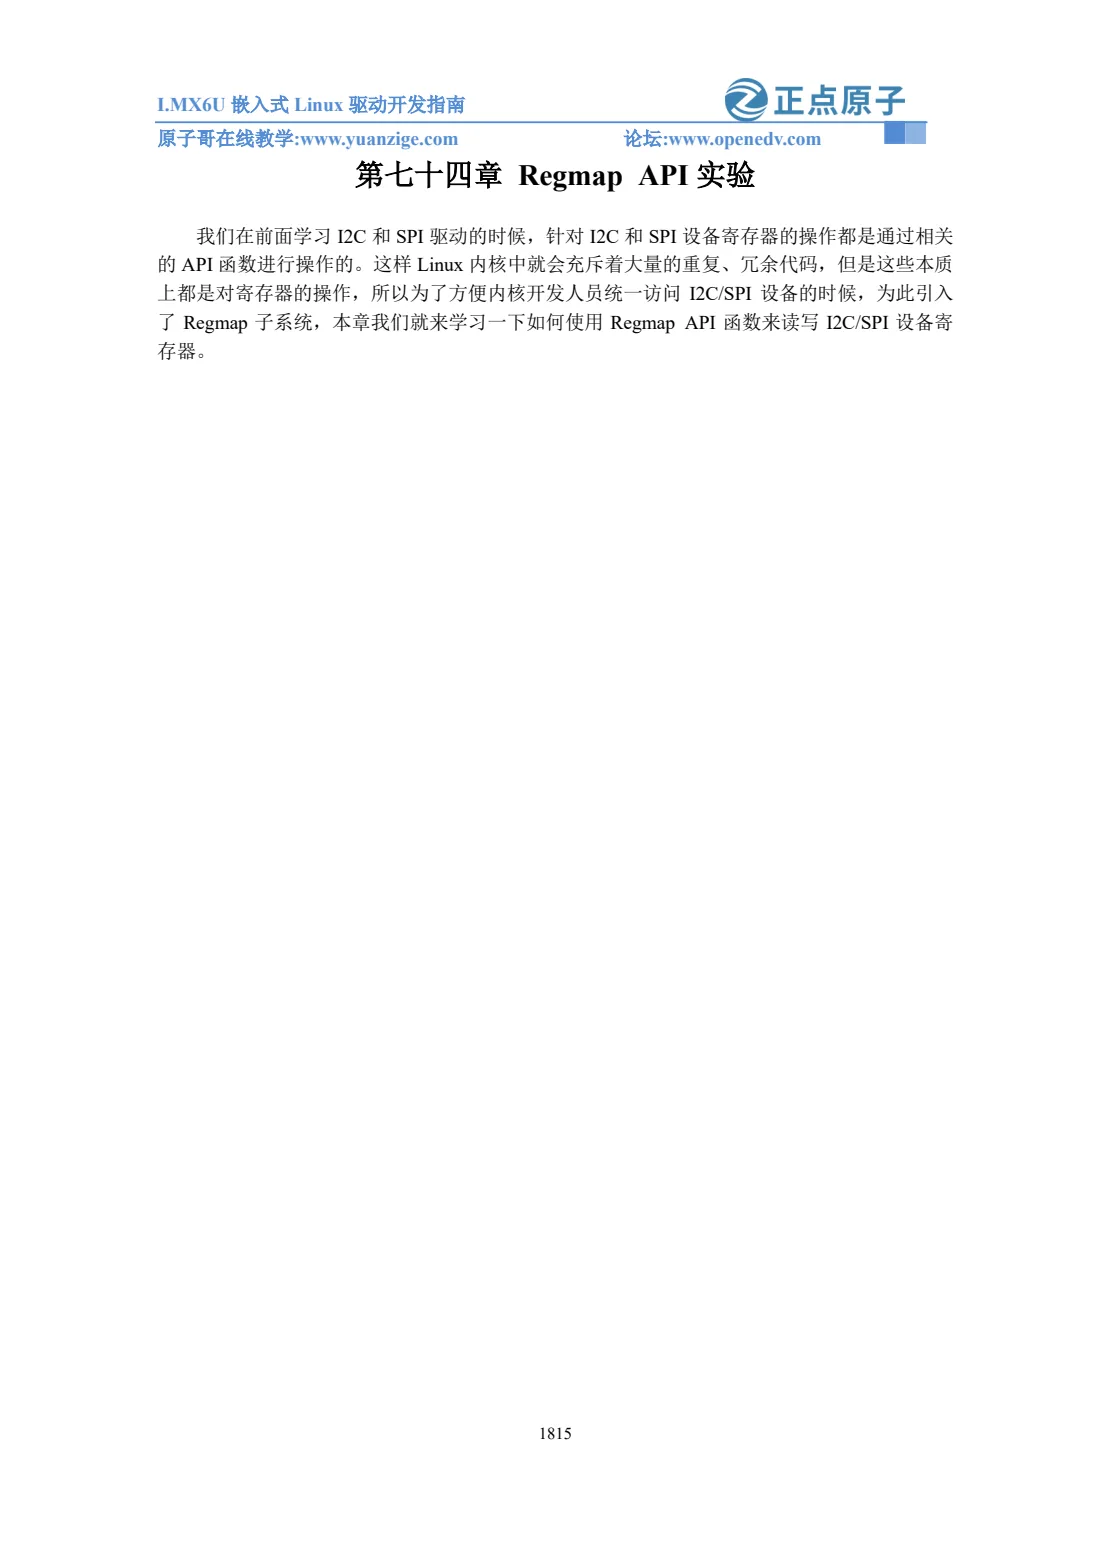 I.MX6U 嵌入式 Linux 驱动开发指南
正点原子
原子哥在线教学:www.yuanzige.com 论坛:www.openedv.com
第七十四章 Regmap API 实验
我们在前面学习 I2C 和 SPI 驱动的时候，针对 I2C 和 SPI 设备寄存器的操作都是通过相关
的 API 函数进行操作的。这样 Linux 内核中就会充斥着大量的重复、冗余代码，但是这些本质
上都是对寄存器的操作，所以为了方便内核开发人员统一访问 I2C/SPI 设备的时候，为此引入
了 Regmap 子系统，本章我们就来学习一下如何使用 Regmap API 函数来读写 I2C/SPI 设备寄
存器。
1815